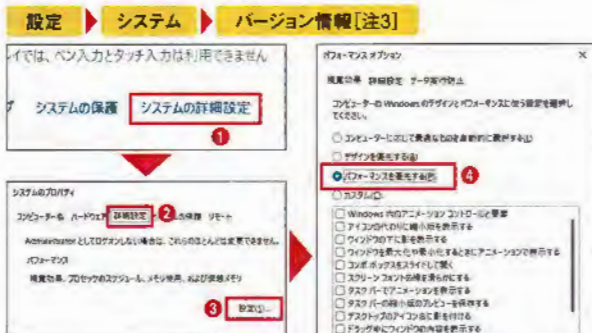 設定 システム バージョン情報[注3]
イでは、ペン入力とタッチ入力は利用できません
システムの保護 システムの詳細設定
1
システムのプロパティ
コンピューター名 ハードウェア 詳細設定 システムの保護 リモート
2
Administrator としてログオンしない場合は、これらのほとんどは変更できません。
パフォーマンス
視覚効果、プロセッサのスケジュール、メモリ使用、および仮想メモリ
3
設定(S)...
パフォーマンス オプション ×
視覚効果 詳細設定 データ実行防止
コンピューターの Windows のデザインとパフォーマンスに使う設定を選択し
てください。
コンピューターに応じて最適なものを自動的に選択する(L)
デザインを優先する(B)
パフォーマンスを優先する(P)
4
カスタム(C):
Windows 内のアニメーション コントロールと要素
アイコンの代わりに縮小版を表示する
ウィンドウの下に影を表示する
ウィンドウを最大化や最小化するときにアニメーションで表示する
コンボ ボックスをスライドして開く
スクリーン フォントの縁を滑らかにする
タスク バーでアニメーションを表示する
タスク バーの縮小版のプレビューを保存する
デスクトップのアイコン名に影を付ける
ドラッグ中にウィンドウの内容を表示する